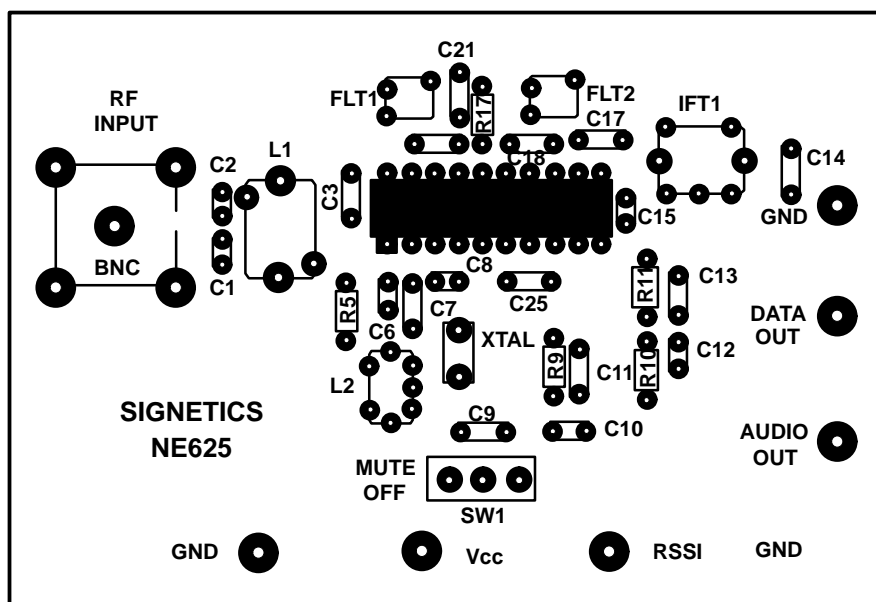 C21
FLT1
FLT2
RF
INPUT
R17
IFT1
C17
C2
L1
C18
C14
C3
C15
GND
BNC
C1
C8
R11
C13
R5
C7
C25
DATA
OUT
C6
XTAL
R9
C12
L2
C11
R10
SIGNETICS
NE625
C9
C10
AUDIO
OUT
MUTE
OFF
SW1
GND
Vcc
RSSI
GND